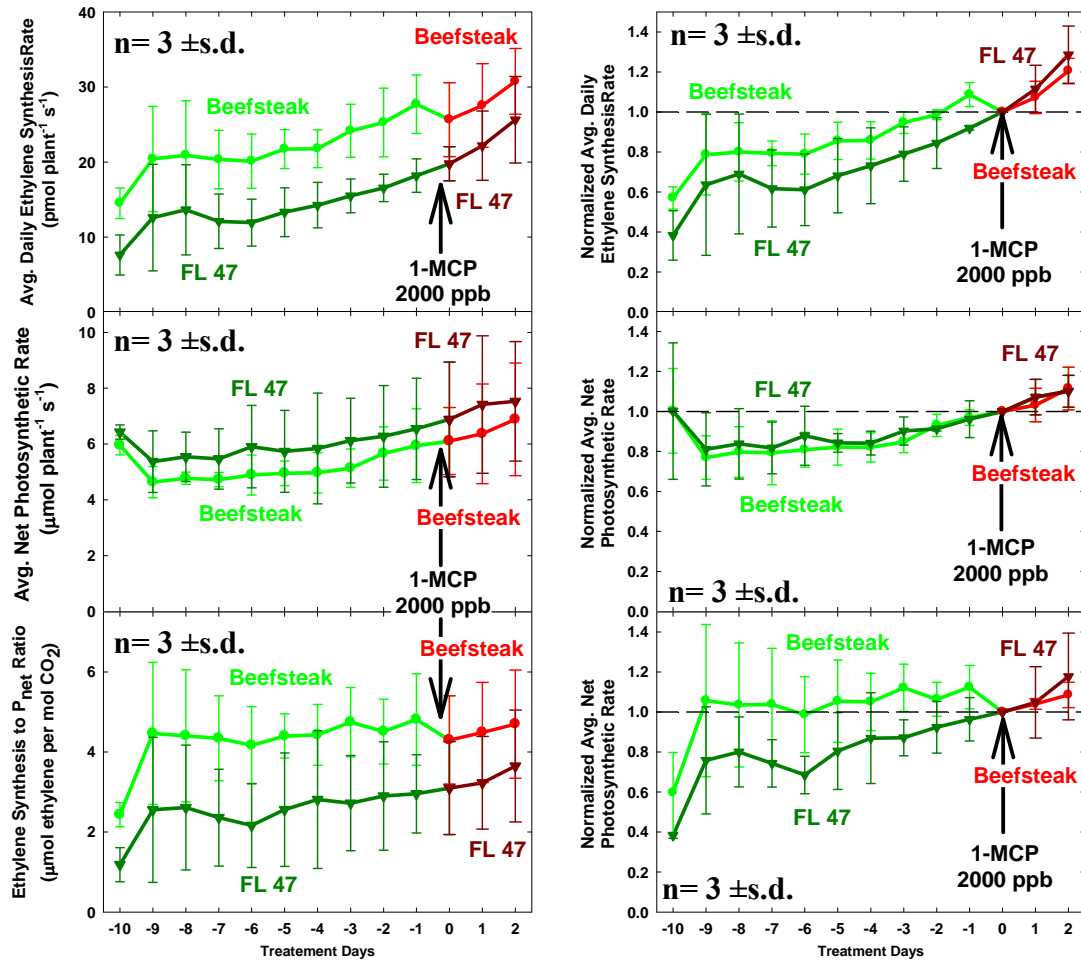 n= 3 ±s.d.
Beefsteak
Beefsteak
FL 47
FL 47
1-MCP
2000 ppb
Avg. Daily Ethylene SynthesisRate
(pmol plant-1 s-1)
40
30
20
10
0
n= 3 ±s.d.
FL 47
Beefsteak
FL 47
Beefsteak
1-MCP
2000 ppb
Normalized Avg. Daily
Ethylene SynthesisRate
1.4
1.2
1.0
0.8
0.6
0.4
0.2
0.0
n= 3 ±s.d.
FL 47
FL 47
Beefsteak
Beefsteak
1-MCP
2000 ppb
Avg. Net Photosynthetic Rate
(μmol plant-1 s-1)
10
8
6
4
2
0
FL 47
FL 47
Beefsteak
Beefsteak
1-MCP
2000 ppb
n= 3 ±s.d.
Normalized Avg. Net
Photosynthetic Rate
1.4
1.2
1.0
0.8
0.6
0.4
0.2
0.0
n= 3 ±s.d.
Beefsteak
Beefsteak
FL 47
FL 47
Ethylene Synthesis to Pnet Ratio
(μmol ethylene per mol CO2)
6
4
2
0
-10 -9 -8 -7 -6 -5 -4 -3 -2 -1 0 1 2
Treatement Days
Beefsteak
FL 47
Beefsteak
FL 47
1-MCP
2000 ppb
n= 3 ±s.d.
Normalized Avg. Net
Photosynthetic Rate
1.4
1.2
1.0
0.8
0.6
0.4
0.2
0.0
-10 -9 -8 -7 -6 -5 -4 -3 -2 -1 0 1 2
Treatment Days